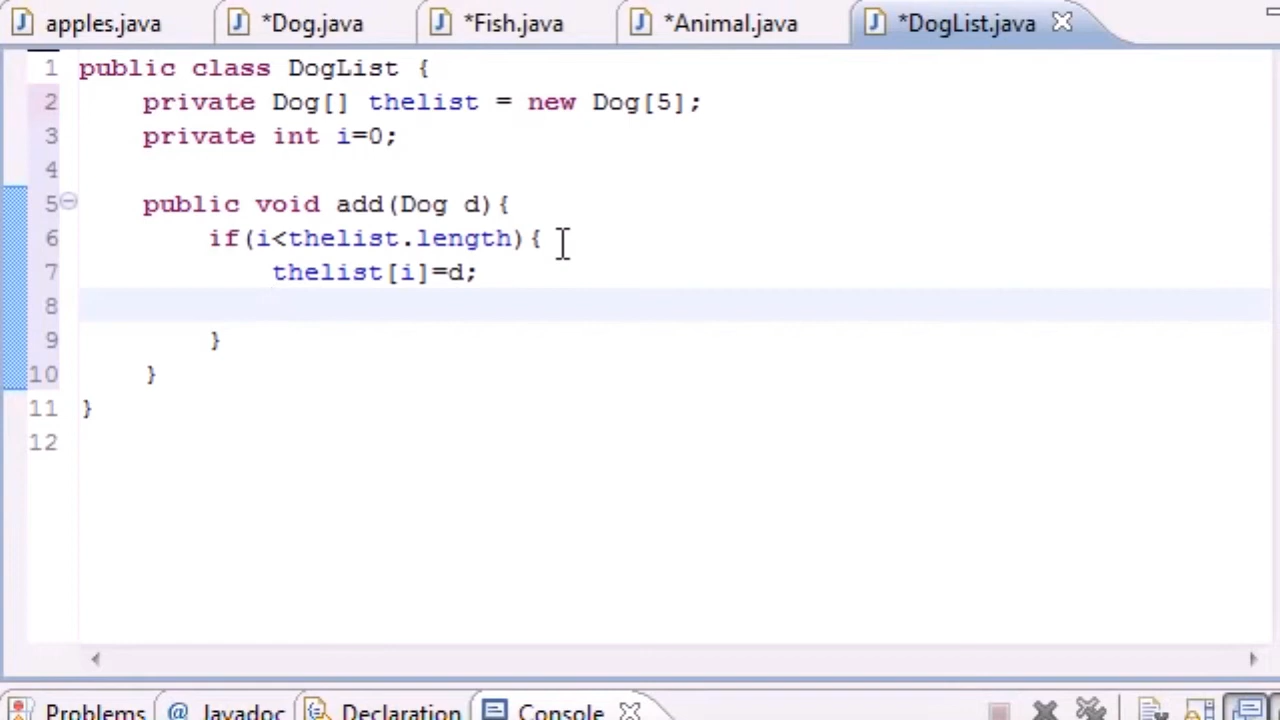 apples.java *Dog.java *Fish.java *Animal.java *DogList.java
1 public class DogList {
2 private Dog[] thelist = new Dog[5];
3 private int i=0;
4
5 public void add(Dog d){
6 if(i<thelist.length){
7 thelist[i]=d;
8
9 }
10 }
11 }
12
Problems @ Javadoc Declaration Console